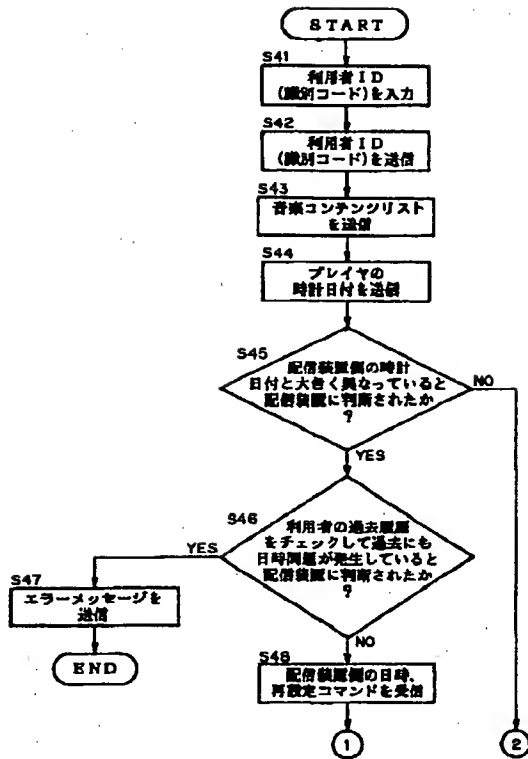 START
S41
利用者ID
(識別コード)を入力
S42
利用者ID
(識別コード)を送信
S43
音楽コンテンツリスト
を送信
S44
プレイヤの
時計日付を送信
S45
配信装置側の時計
日付と大きく異なっていると
配信装置に判断されたか
?
NO
YES
S46
利用者の過去履歴
をチェックして過去にも
日時問題が発生していると
配信装置に判断されたか
?
YES
S47
エラーメッセージを
送信
END
NO
S48
配信装置側の日時、
再設定コマンドを受信
1
2